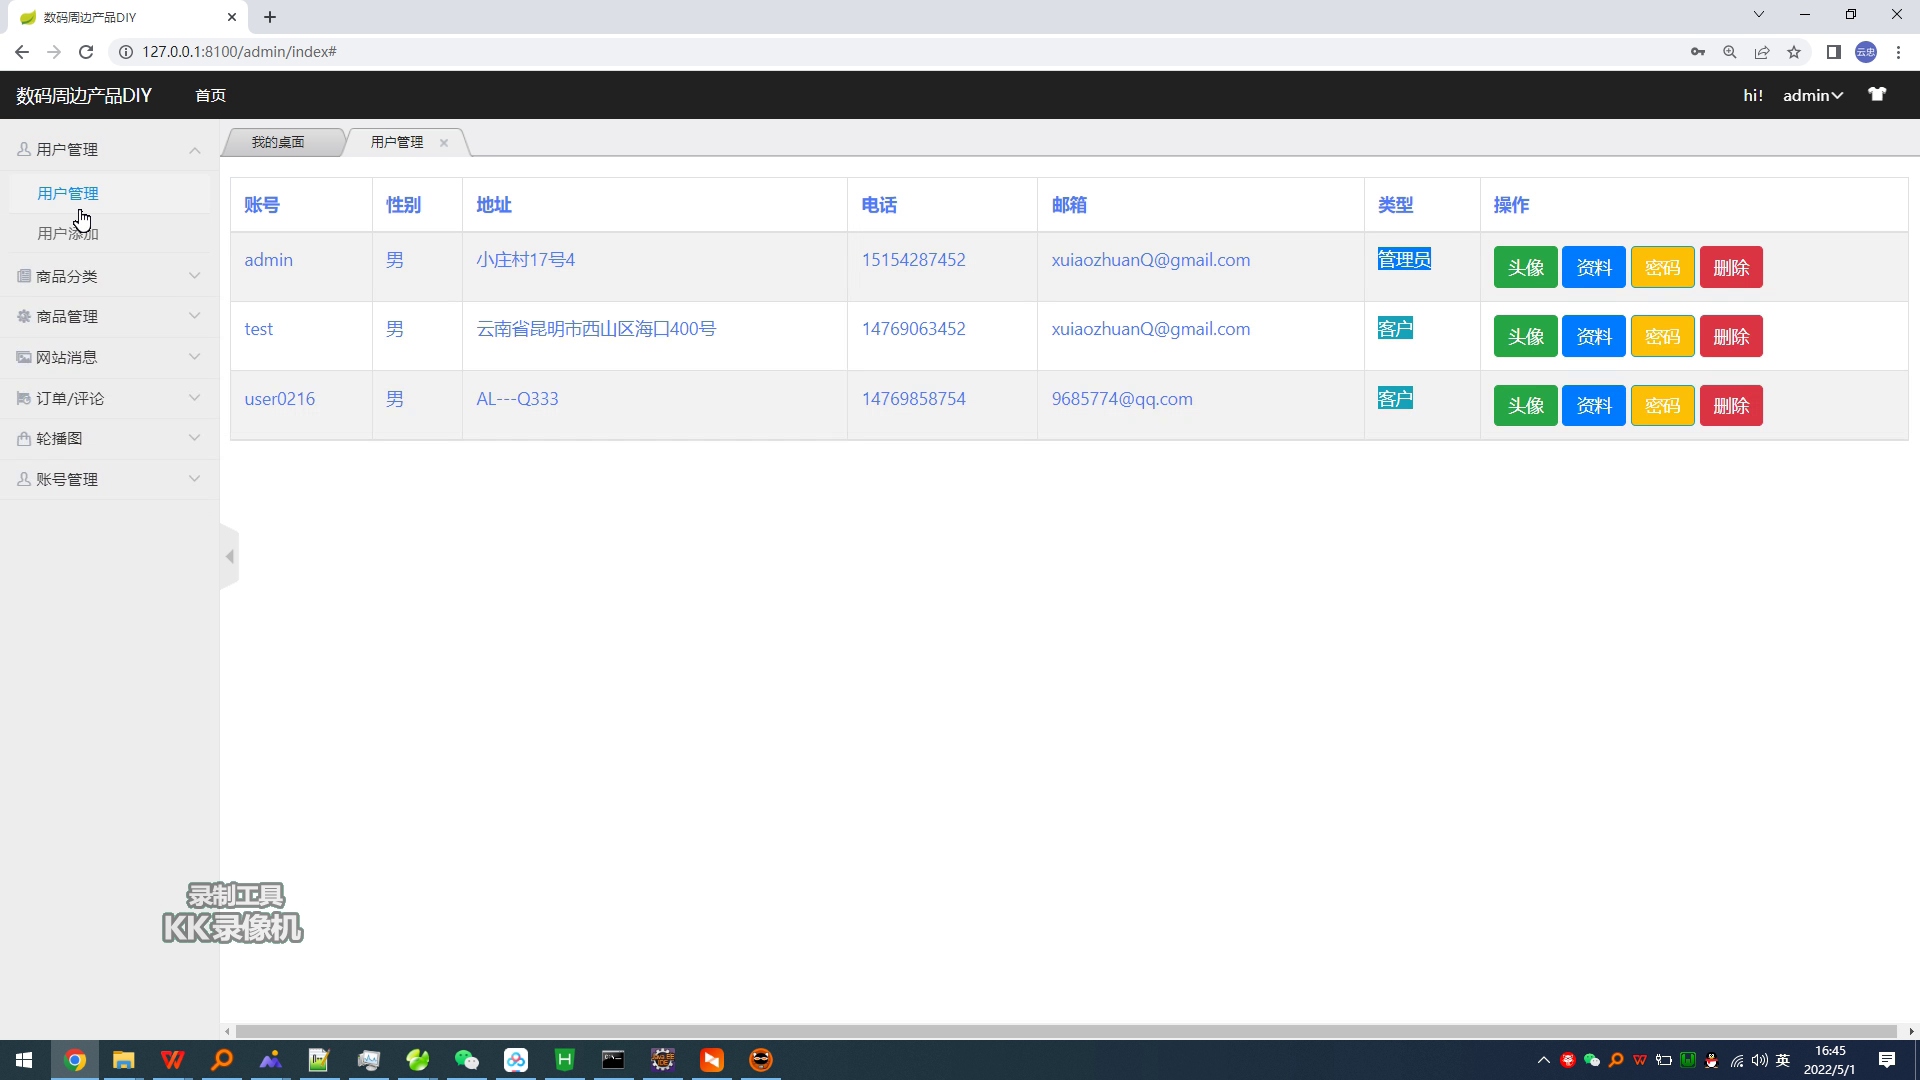 数码周边产品DIY
127.0.0.1:8100/admin/index#
云忠
数码周边产品DIY 首页 hi! admin
用户管理
用户管理
用户添加
商品分类
商品管理
网站消息
订单/评论
轮播图
账号管理
我的桌面 用户管理
账号 性别 地址 电话 邮箱 类型 操作
admin 男 小庄村17号4 15154287452 xuiaozhuanQ@gmail.com 管理员 头像 资料 密码 删除
test 男 云南省昆明市西山区海口400号 14769063452 xuiaozhuanQ@gmail.com 客户 头像 资料 密码 删除
user0216 男 AL---Q333 14769858754 9685774@qq.com 客户 头像 资料 密码 删除
录制工具
KK录像机
英
16:45
2022/5/1